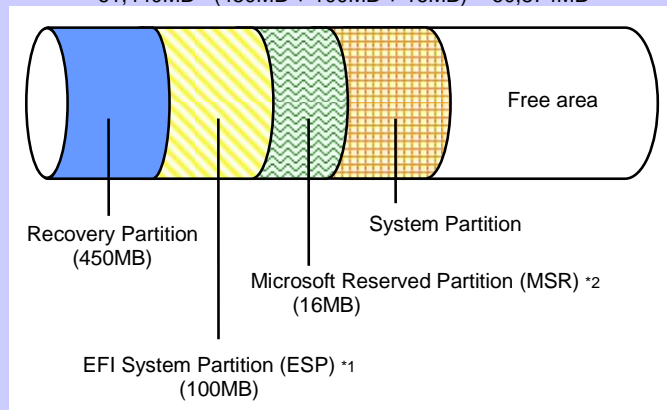 Free area
System Partition
Recovery Partition
(450MB)
Microsoft Reserved Partition (MSR) *2
(16MB)
EFI System Partition (ESP) *1
(100MB)